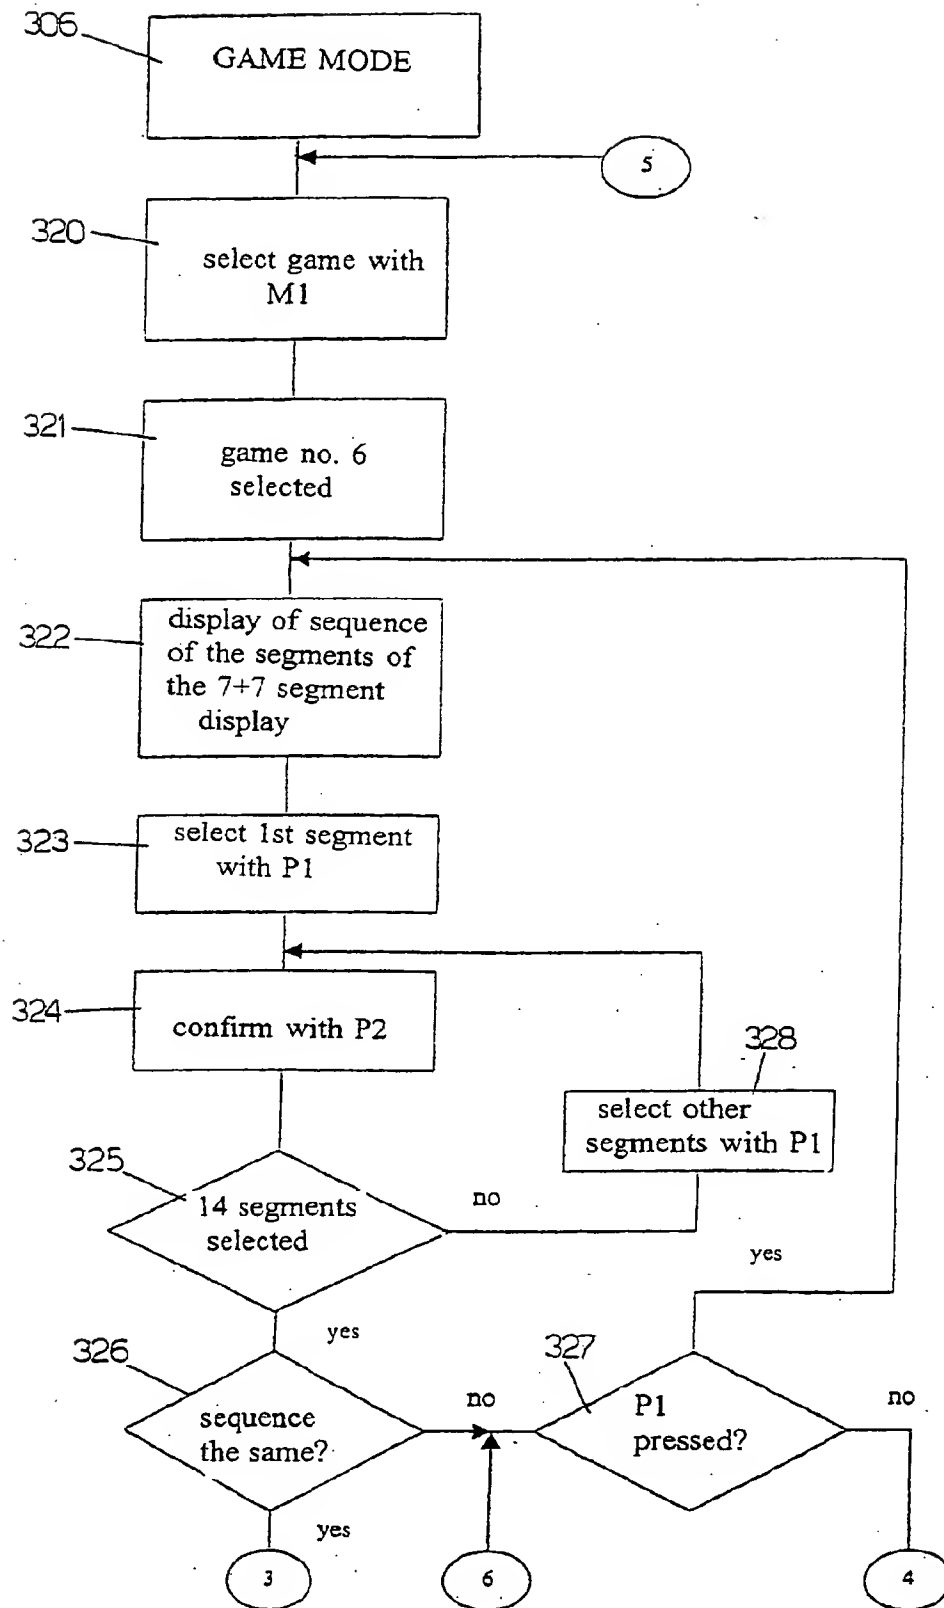 306
GAME MODE
5
320
select game with
M1
321
game no. 6
selected
322
display of sequence
of the segments of
the 7+7 segment
display
323
select 1st segment
with P1
324
confirm with P2
328
select other
segments with P1
325
14 segments
selected
no
yes
yes
326
sequence
the same?
no
327
P1
pressed?
no
yes
3
6
4